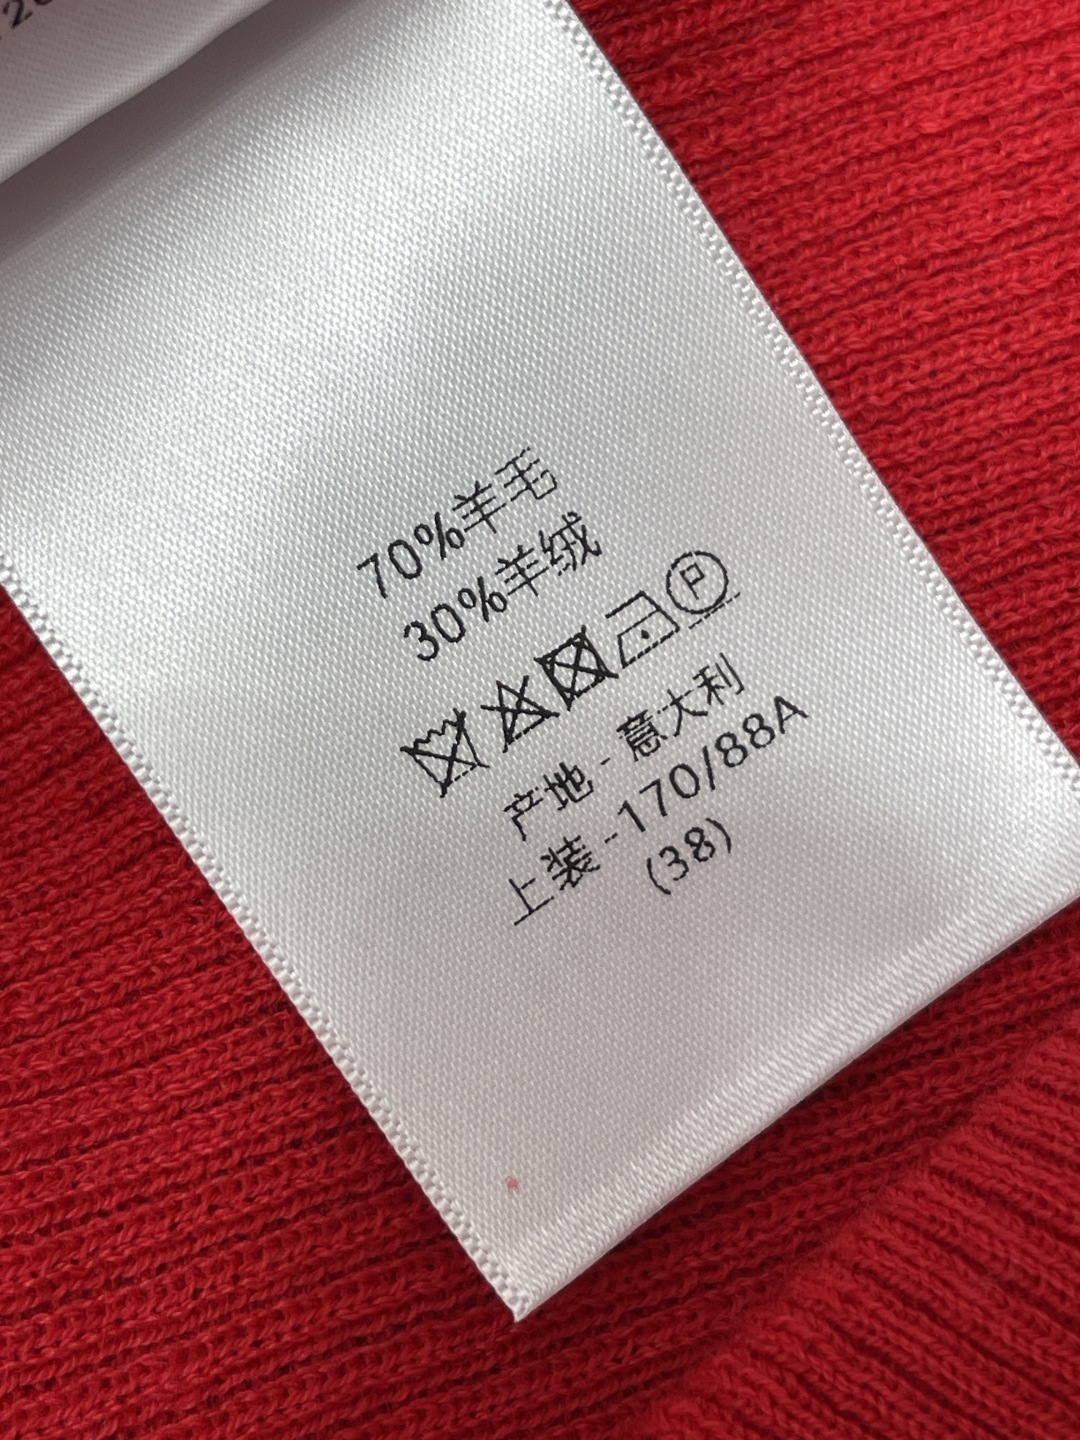 70%羊毛
30%羊绒
P
产地 - 意大利
上装 -170/88A
(38)